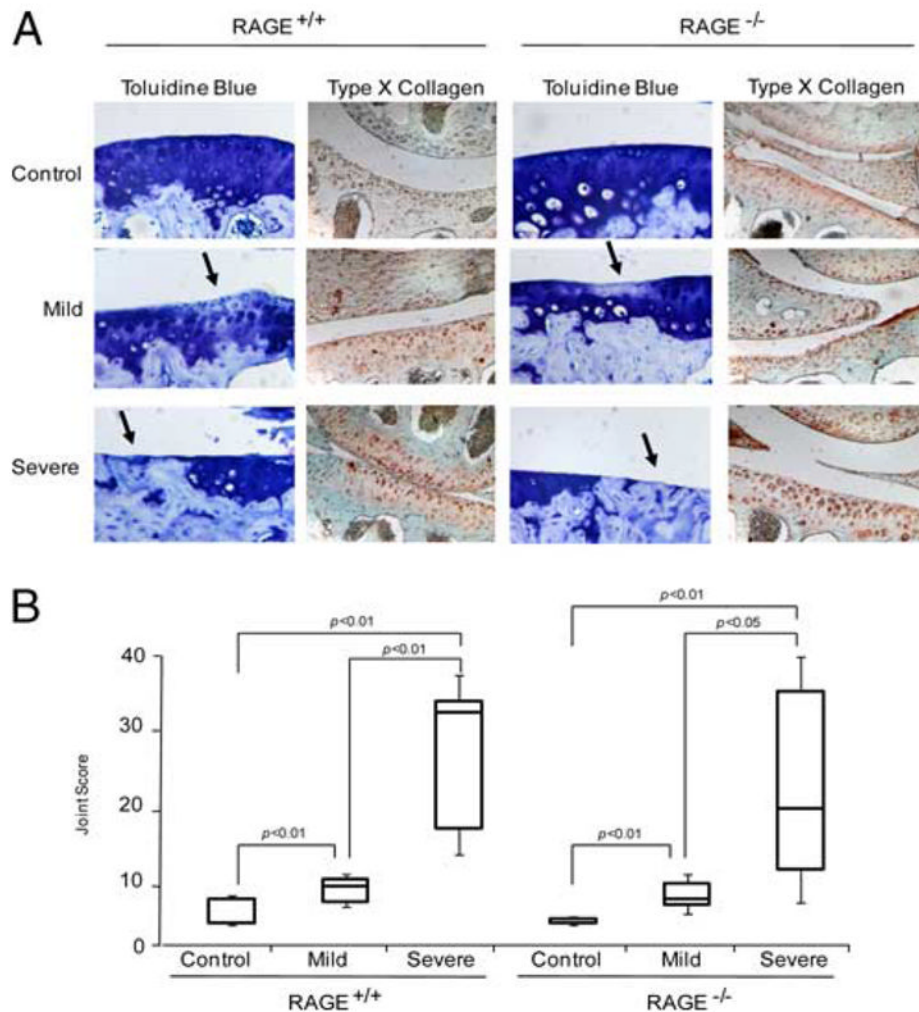 A
RAGE +/+ RAGE -/-
Toluidine Blue Type X Collagen Toluidine Blue Type X Collagen
Control
Mild
Severe
B
p<0.01
p<0.01 p<0.05
p<0.01
40
30
20
10
0
Joint Score
p<0.01 p<0.01
Control Mild Severe Control Mild Severe
RAGE +/+ RAGE -/-